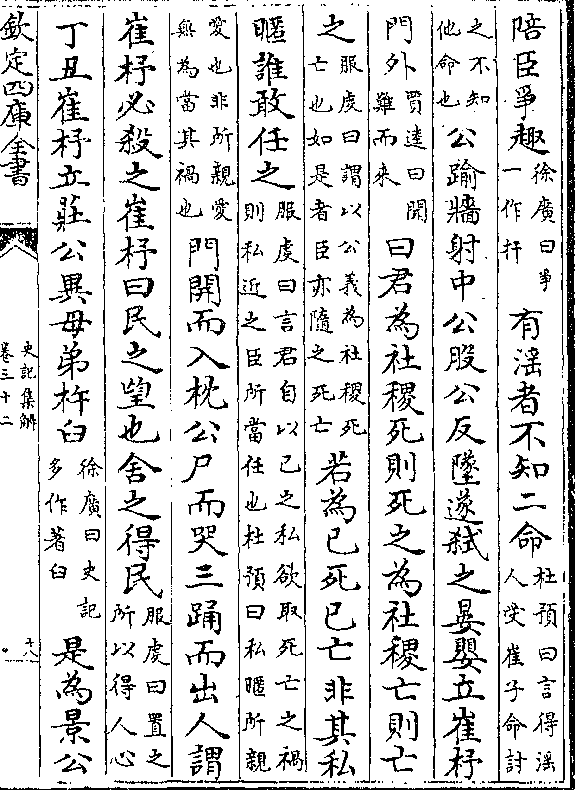 陪臣爭趣徐廣曰爭一作扞有淫者不知二命杜預曰言得淫人受崔子命討
之不知他命也公踰牆射中公股公反墜遂弒之晏嬰立崔杼
門外賈逵曰聞難而來曰君為社稷死則死之為社稷亡則亡
之服虔曰謂以公義為社稷死亡也如是者臣亦隨之死亡若為己死己亡非其私
暱誰敢任之服虔曰言君自以己之私欲取死亡之禍則私近之臣所當任也杜預曰私暱所親
愛也非所親愛無為當其禍也門開而入枕公尸而哭三踊而出人謂
崔杼必殺之崔杼曰民之望也舍之得民服虔曰置之所以得人心
丁丑崔杼立莊公異母弟杵臼徐廣曰史記多作著臼是為景公
欽定四庫全書
史記集解
卷三十二
十八